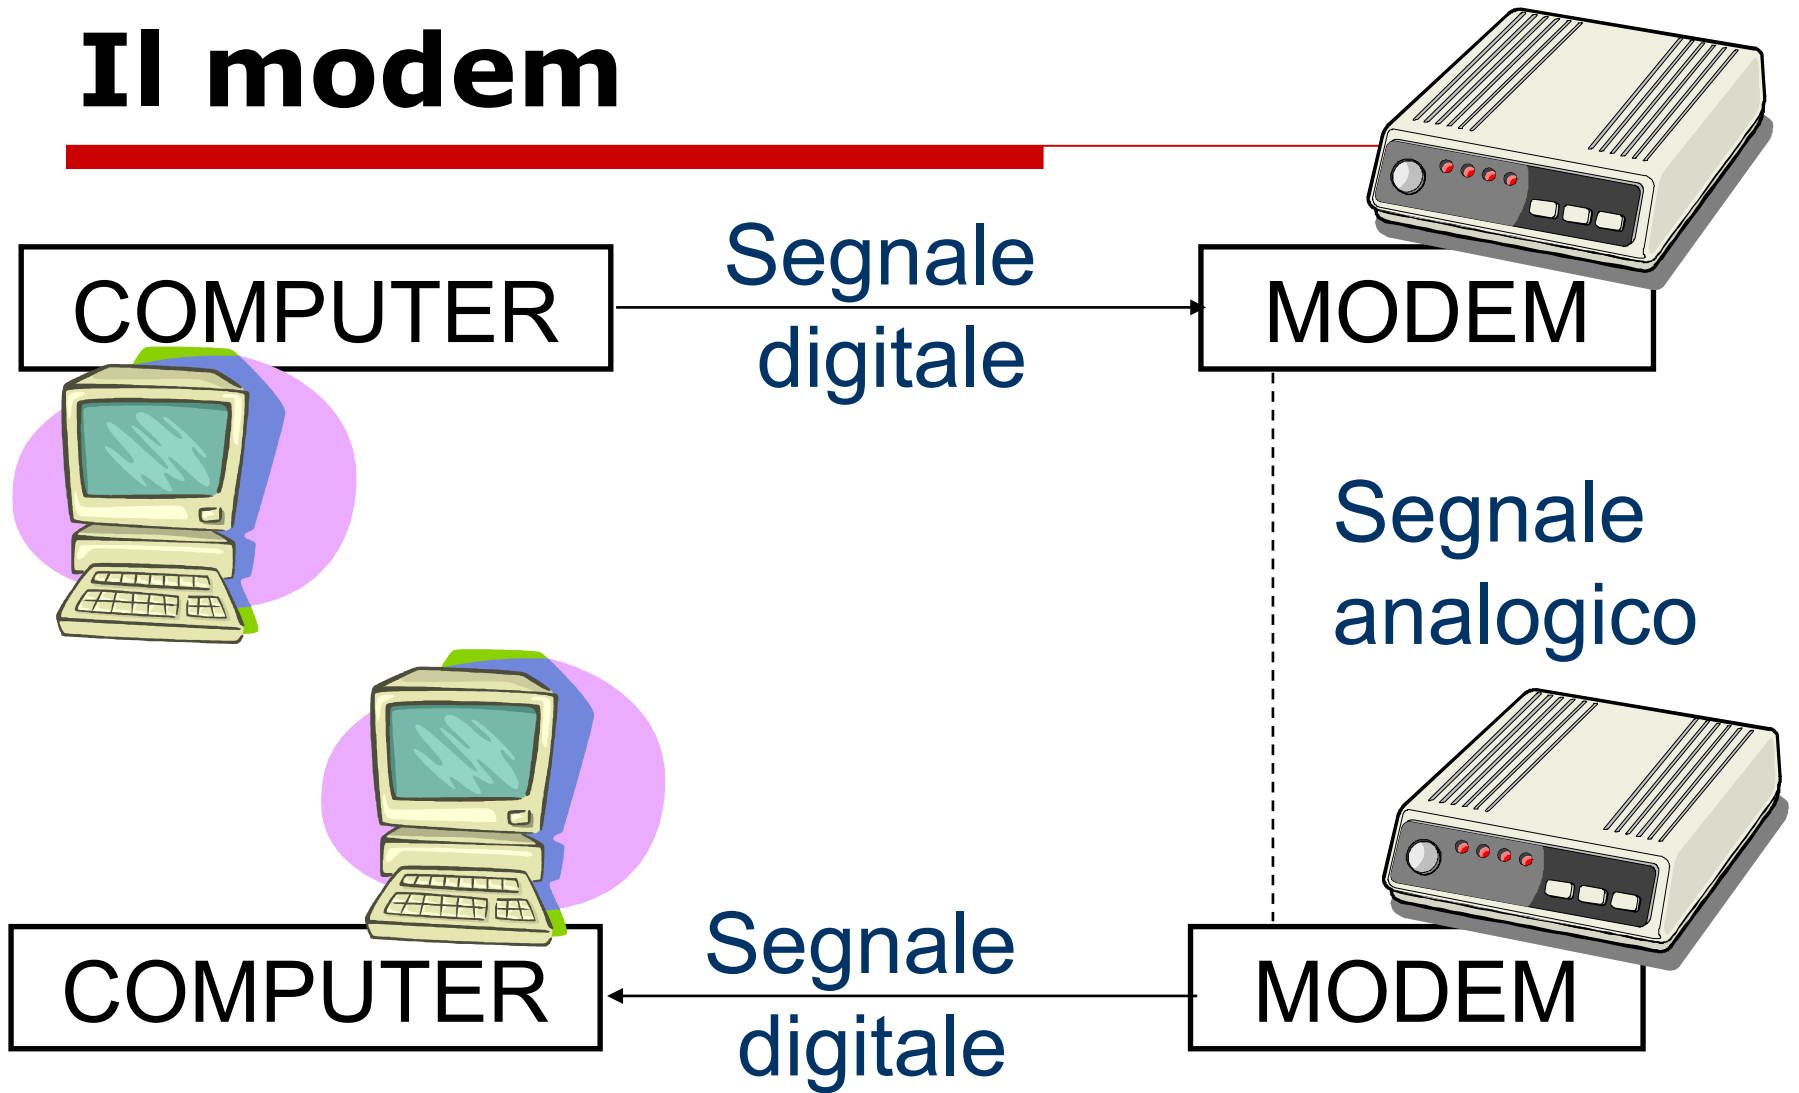 Il modem
COMPUTER
Segnale
digitale
MODEM
Segnale
analogico
COMPUTER
Segnale
digitale
MODEM